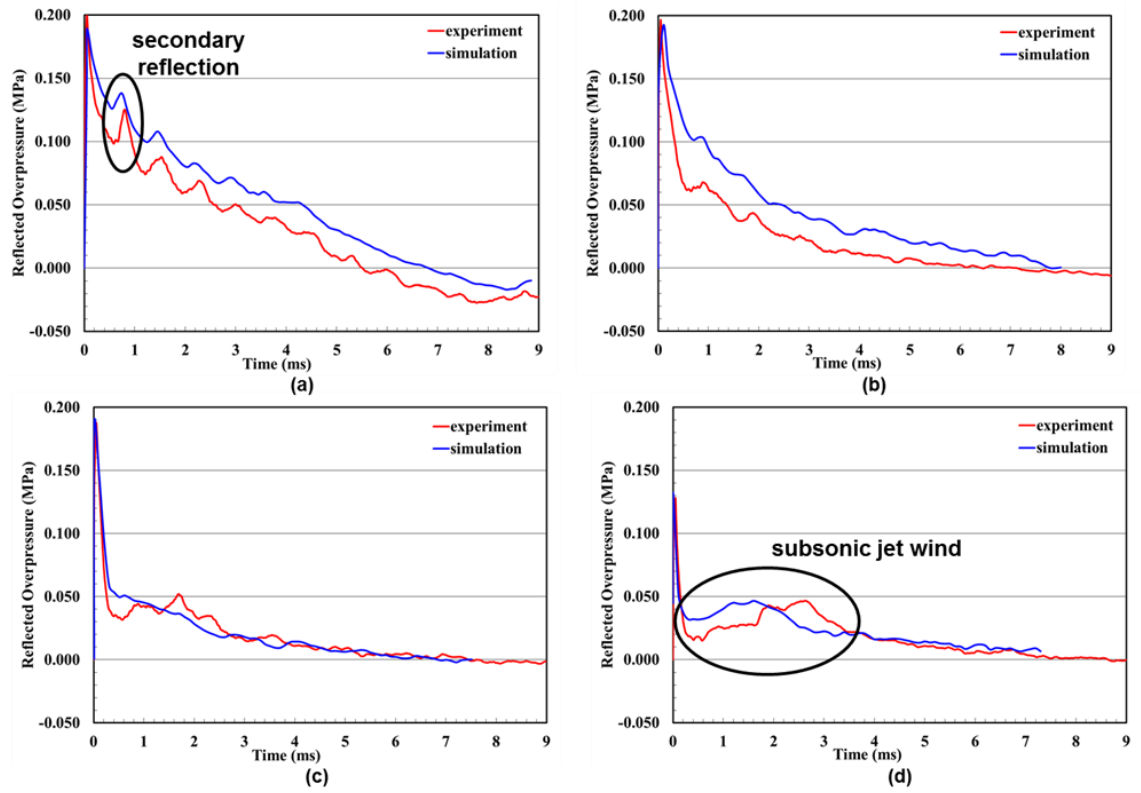 0.200
0.150
0.100
0.050
0.000
-0.050
Reflected Overpressure (MPa)
secondary
reflection
experiment
simulation
0 1 2 3 4 5 6 7 8 9
Time (ms)
(a)
0.200
0.150
0.100
0.050
0.000
-0.050
Reflected Overpressure (MPa)
experiment
simulation
0 1 2 3 4 5 6 7 8 9
Time (ms)
(b)
0.200
0.150
0.100
0.050
0.000
-0.050
Reflected Overpressure (MPa)
experiment
simulation
0 1 2 3 4 5 6 7 8 9
Time (ms)
(c)
0.200
0.150
0.100
0.050
0.000
-0.050
Reflected Overpressure (MPa)
experiment
simulation
subsonic jet wind
0 1 2 3 4 5 6 7 8 9
Time (ms)
(d)